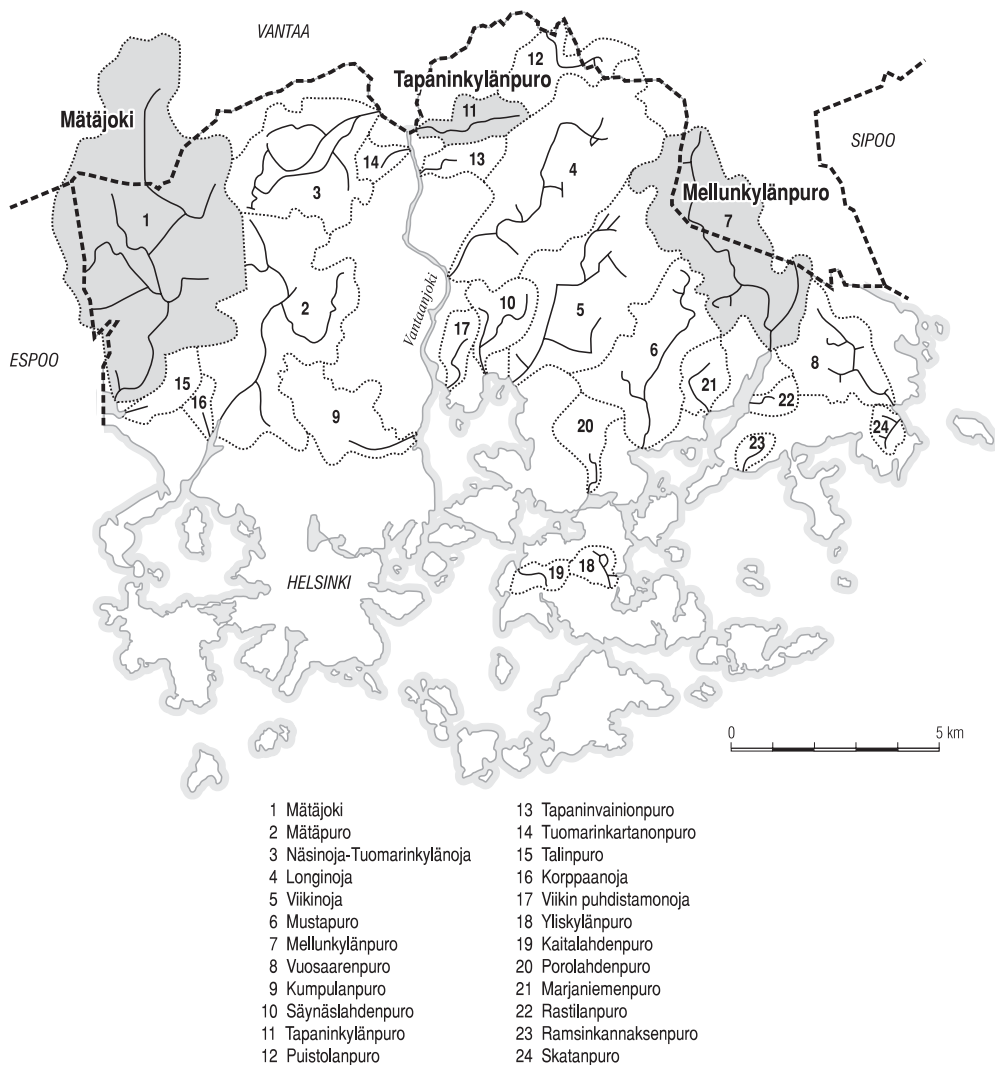 VANTAA
12
Tapaninkylänpuro
Mätäjoki
11
SIPOO
14
13
4
3
Mellunkylänpuro
1
7
Vantaanjoki
10
2
5
17
ESPOO
6
8
15
21
16
22
9
20
24
23
19
18
HELSINKI
0
5 km
1 Mätäjoki
2 Mätäpuro
3 Näsinoja-Tuomarinkylänoja
4 Longinoja
5 Viikinoja
6 Mustapuro
7 Mellunkylänpuro
8 Vuosaarenpuro
9 Kumpulanpuro
10 Säynäslahdenpuro
11 Tapaninkylänpuro
12 Puistolanpuro
13 Tapaninvainionpuro
14 Tuomarinkartanonpuro
15 Talinpuro
16 Korppaanoja
17 Viikin puhdistamonoja
18 Yliskylänpuro
19 Kaitalahdenpuro
20 Porolahdenpuro
21 Marjaniemenpuro
22 Rastilanpuro
23 Ramsinkannaksenpuro
24 Skatanpuro